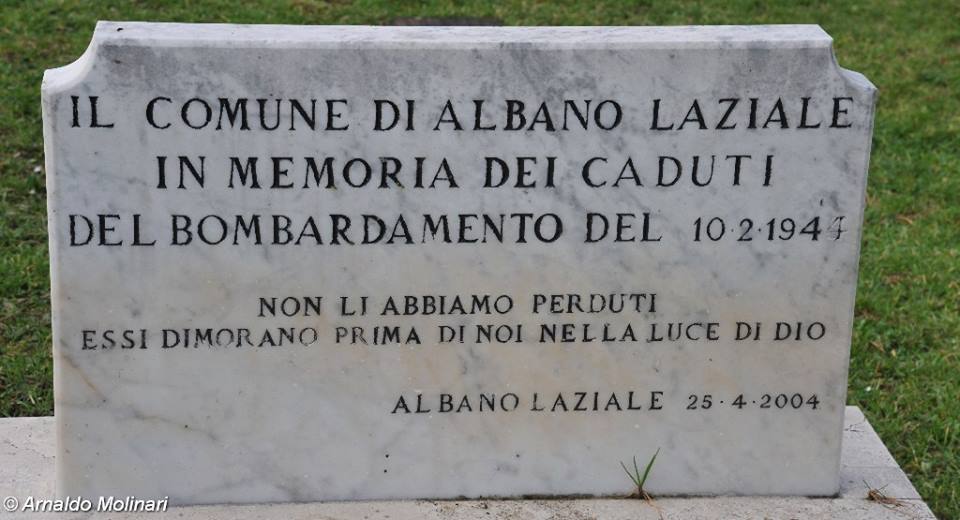 IL COMUNE DI ALBANO LAZIALE
IN MEMORIA DEI CADUTI
DEL BOMBARDAMENTO DEL 10·2·1944
NON LI ABBIAMO PERDUTI
ESSI DIMORANO PRIMA DI NOI NELLA LUCE DI DIO
ALBANO LAZIALE 25·4·2004
© Arnaldo Molinari